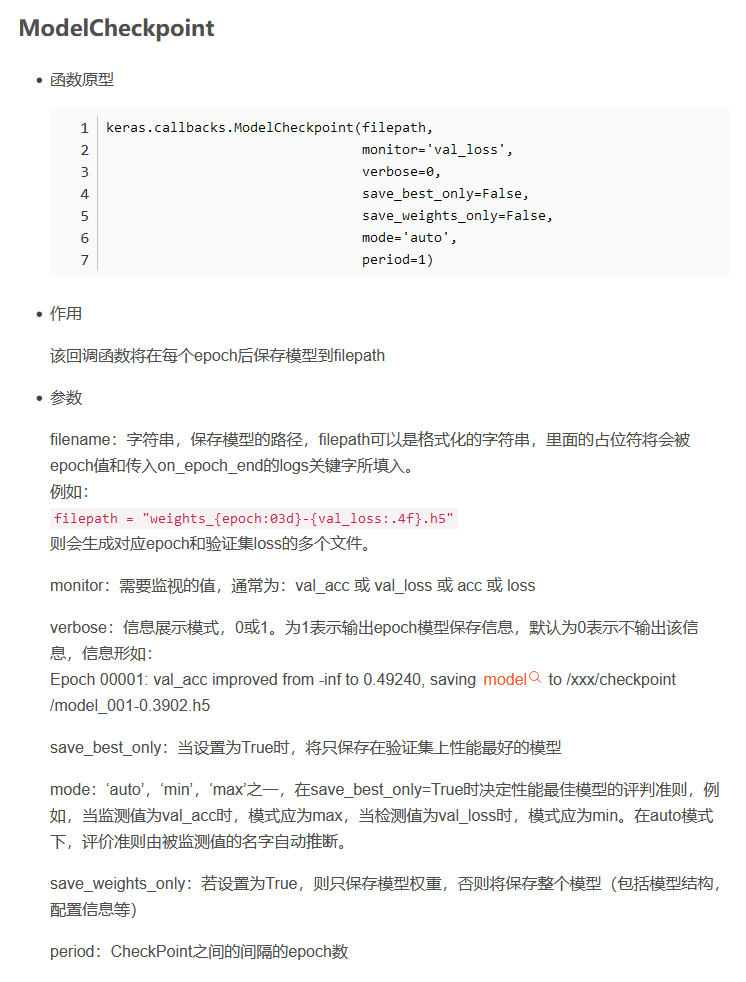 ModelCheckpoint
• 函数原型
1 keras.callbacks.ModelCheckpoint(filepath,
2 monitor='val_loss',
3 verbose=0,
4 save_best_only=False,
5 save_weights_only=False,
6 mode='auto',
7 period=1)
• 作用
该回调函数将在每个epoch后保存模型到filepath
• 参数
filename：字符串，保存模型的路径，filepath可以是格式化的字符串，里面的占位符将会被
epoch值和传入on_epoch_end的logs关键字所填入。
例如：
filepath = "weights_{epoch:03d}-{val_loss:.4f}.h5"
则会生成对应epoch和验证集loss的多个文件。
monitor：需要监视的值，通常为：val_acc 或 val_loss 或 acc 或 loss
verbose：信息展示模式，0或1。为1表示输出epoch模型保存信息，默认为0表示不输出该信
息，信息形如：
Epoch 00001: val_acc improved from -inf to 0.49240, saving model to /xxx/checkpoint
/model_001-0.3902.h5
save_best_only：当设置为True时，将只保存在验证集上性能最好的模型
mode：‘auto’，‘min’，‘max’之一，在save_best_only=True时决定性能最佳模型的评判准则，例
如，当监测值为val_acc时，模式应为max，当检测值为val_loss时，模式应为min。在auto模式
下，评价准则由被监测值的名字自动推断。
save_weights_only：若设置为True，则只保存模型权重，否则将保存整个模型（包括模型结构，
配置信息等）
period：CheckPoint之间的间隔的epoch数